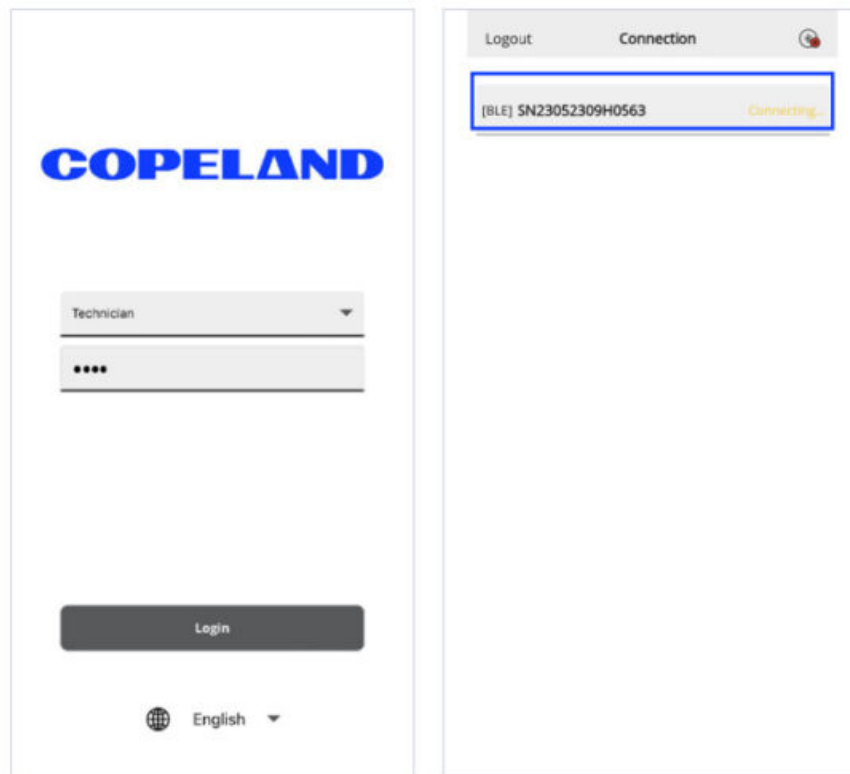 COPELAND
Technician
••••
Login
English
Logout Connection
[BLE] SN23052309H0563 Connecting...